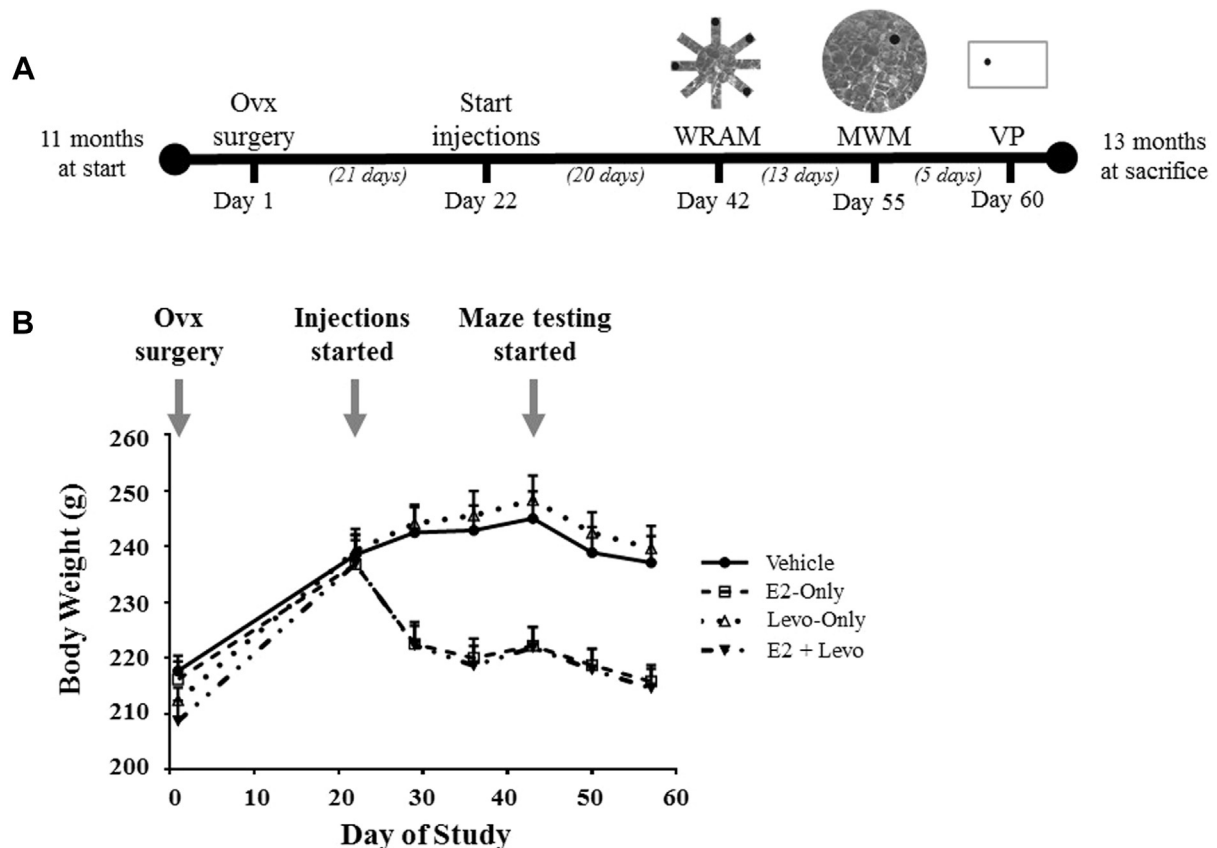 A
11 months
at start
Ovx
surgery
Start
injections
WRAM
MWM
VP
13 months
at sacrifice
(21 days)
(20 days)
(13 days)
(5 days)
Day 1
Day 22
Day 42
Day 55
Day 60
B
Ovx
surgery
Injections
started
Maze testing
started
260
250
240
230
220
210
200
Body Weight (g)
0
10
20
30
40
50
60
Day of Study
Vehicle
E2-Only
Levo-Only
E2 + Levo